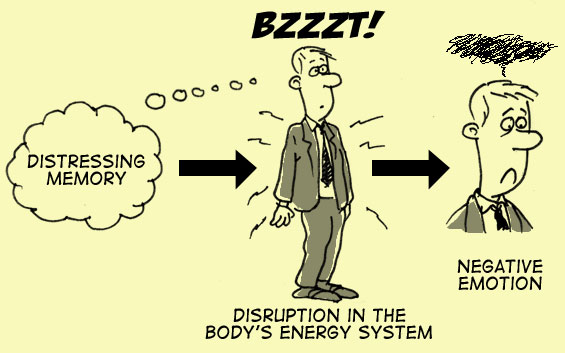 BZZZT!
DISTRESSING
MEMORY
DISRUPTION IN THE
BODY'S ENERGY SYSTEM
NEGATIVE
EMOTION